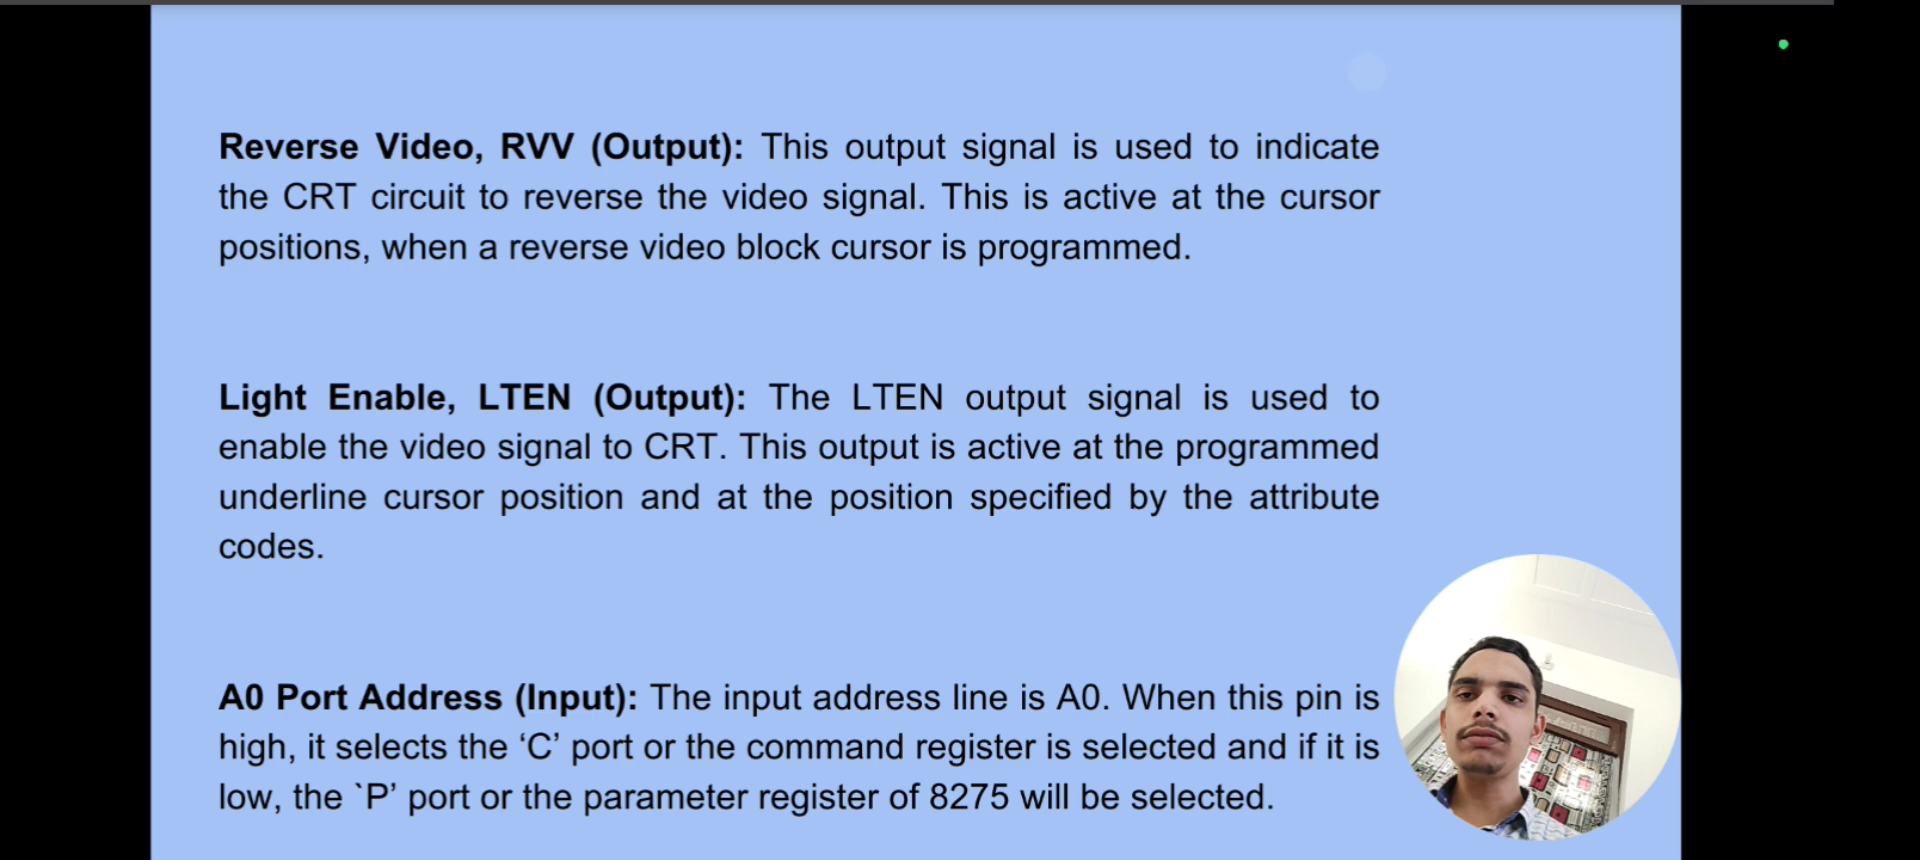 Reverse Video, RVV (Output): This output signal is used to indicate
the CRT circuit to reverse the video signal. This is active at the cursor
positions, when a reverse video block cursor is programmed.
Light Enable, LTEN (Output): The LTEN output signal is used to
enable the video signal to CRT. This output is active at the programmed
underline cursor position and at the position specified by the attribute
codes.
A0 Port Address (Input): The input address line is A0. When this pin is
high, it selects the ‘C’ port or the command register is selected and if it is
low, the `P’ port or the parameter register of 8275 will be selected.